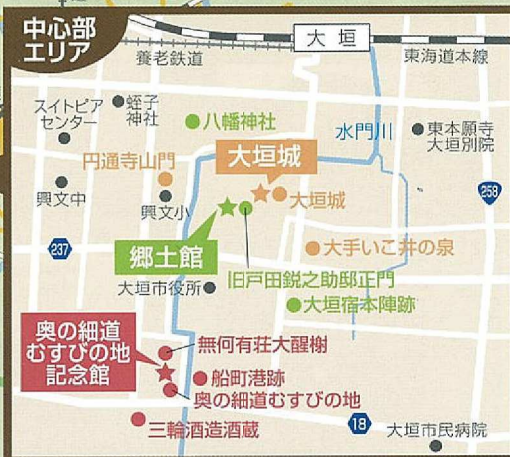 中心部
エリア
大垣
養老鉄道
東海道本線
スイトピア
センター
蛭子
神社
八幡神社
水門川
東本願寺
大垣別院
円通寺山門
大垣城
興文中
興文小
大垣城
258
237
郷土館
大手いこ井の泉
旧戸田鋭之助邸正門
大垣市役所
大垣宿本陣跡
奥の細道
むすびの地
記念館
無何有荘大醒榭
船町港跡
奥の細道むすびの地
三輪酒造酒蔵
18
大垣市民病院